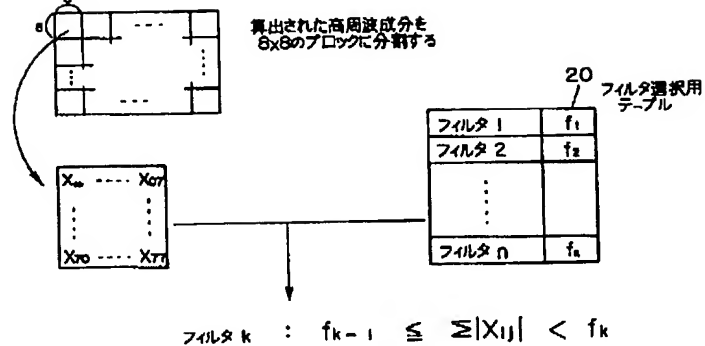 8
算出された高周波成分を
8x8のブロックに分割する
20
フィルタ選択用
テーブル
フィルタ 1 f1
フィルタ 2 f2
フィルタ n fn
X00 ---- X07
X70 ---- X77
フィルタ k : fk-1 ≦ Σ|Xij| < fk